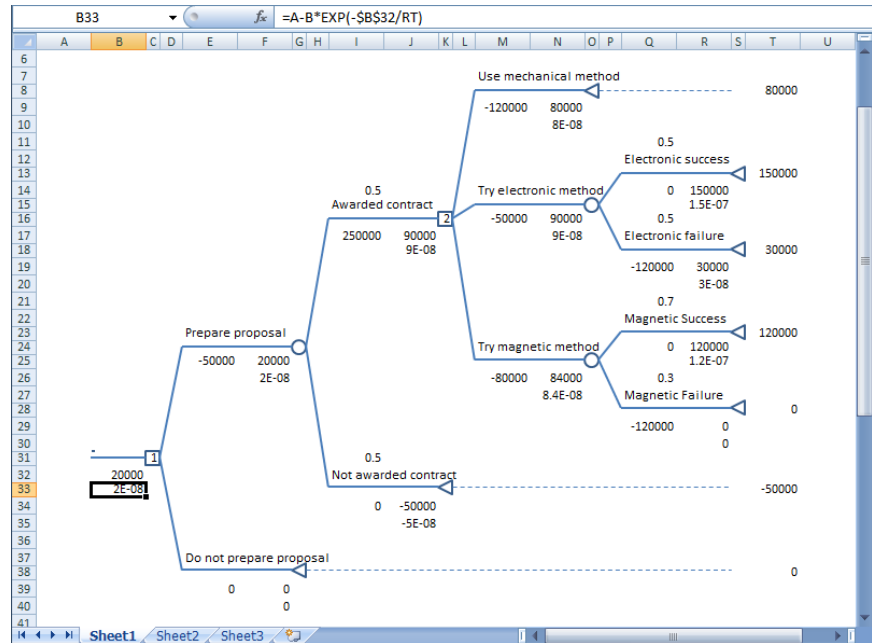 B33 fx =A-B*EXP(-$B$32/RT)
A B C D E F G H I J K L M N O P Q R S T U
6
7 Use mechanical method
8 80000
9 -120000 80000
10 8E-08
11 0.5
12 Electronic success
13 150000
14 0.5 Try electronic method 0 150000
15 Awarded contract 1.5E-07
16 2 -50000 90000 0.5
17 250000 90000 9E-08 Electronic failure
18 9E-08 30000
19 -120000 30000
20 3E-08
21 0.7
22 Magnetic Success
23 Prepare proposal 120000
24 Try magnetic method 0 120000
25 -50000 20000 1.2E-07
26 2E-08 -80000 84000 0.3
27 8.4E-08 Magnetic Failure
28 0
29 -120000 0
30 0
31 - 1 0.5
32 20000 Not awarded contract
33 2E-08 -50000
34 0 -50000
35 -5E-08
36
37 Do not prepare proposal
38 0
39 0 0
40 0
41
Sheet1 Sheet2 Sheet3